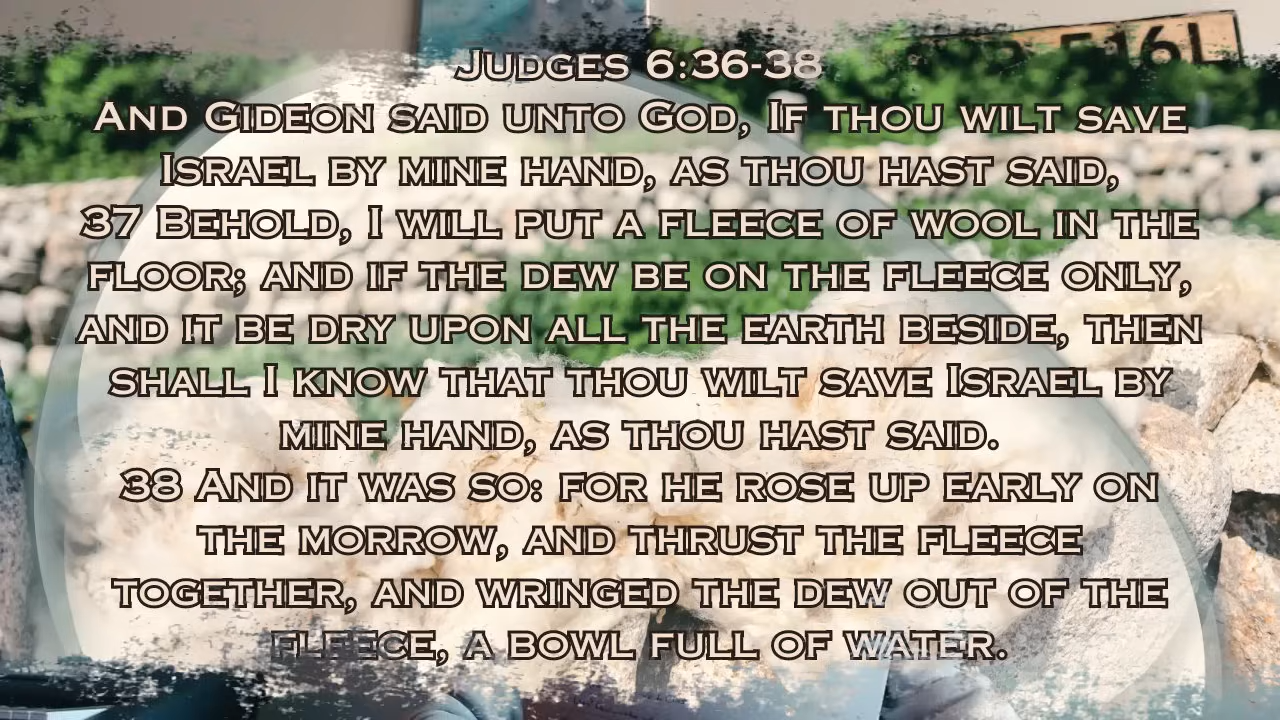 516L
Judges 6:36-38
And Gideon said unto God, If thou wilt save
Israel by mine hand, as thou hast said,
37 Behold, I will put a fleece of wool in the
floor; and if the dew be on the fleece only,
and it be dry upon all the earth beside, then
shall I know that thou wilt save Israel by
mine hand, as thou hast said.
38 And it was so: for he rose up early on
the morrow, and thrust the fleece
together, and wringed the dew out of the
fleece, a bowl full of water.